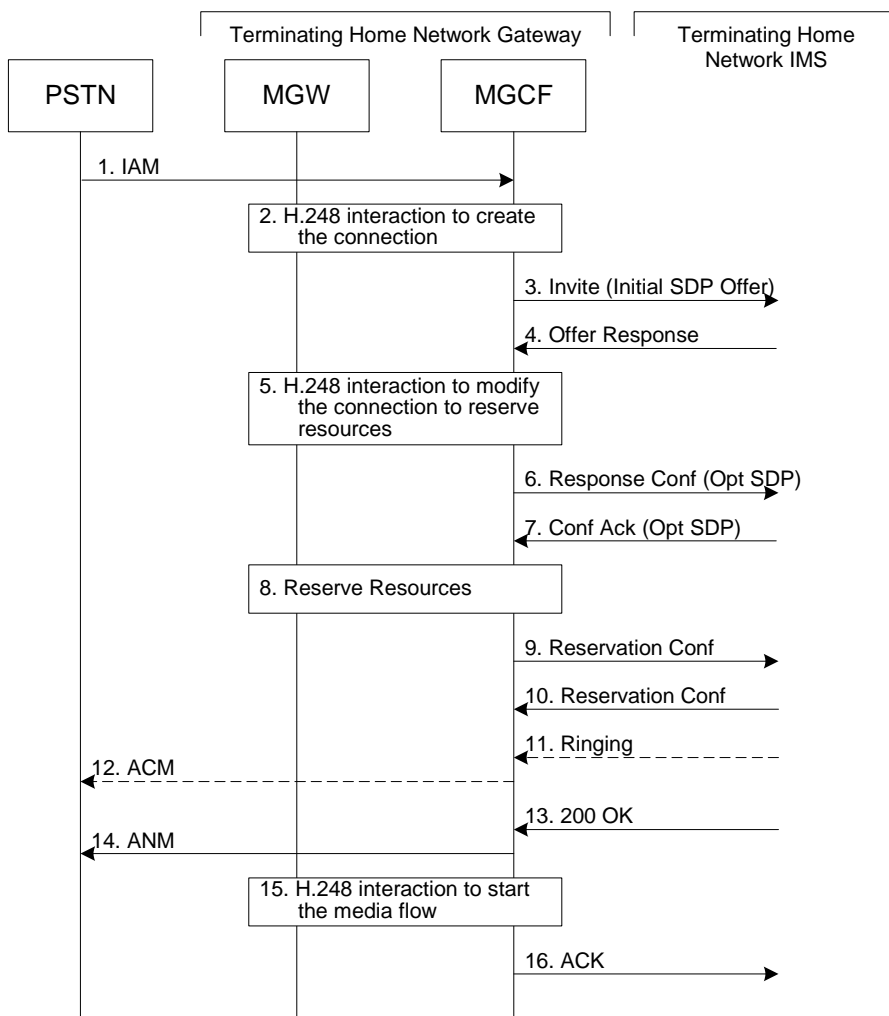 Terminating Home Network Gateway
Terminating Home
Network IMS
PSTN
MGW
MGCF
1. IAM
2. H.248 interaction to create
the connection
3. Invite (Initial SDP Offer)
4. Offer Response
5. H.248 interaction to modify
the connection to reserve
resources
6. Response Conf (Opt SDP)
7. Conf Ack (Opt SDP)
8. Reserve Resources
9. Reservation Conf
10. Reservation Conf
11. Ringing
12. ACM
13. 200 OK
14. ANM
15. H.248 interaction to start
the media flow
16. ACK